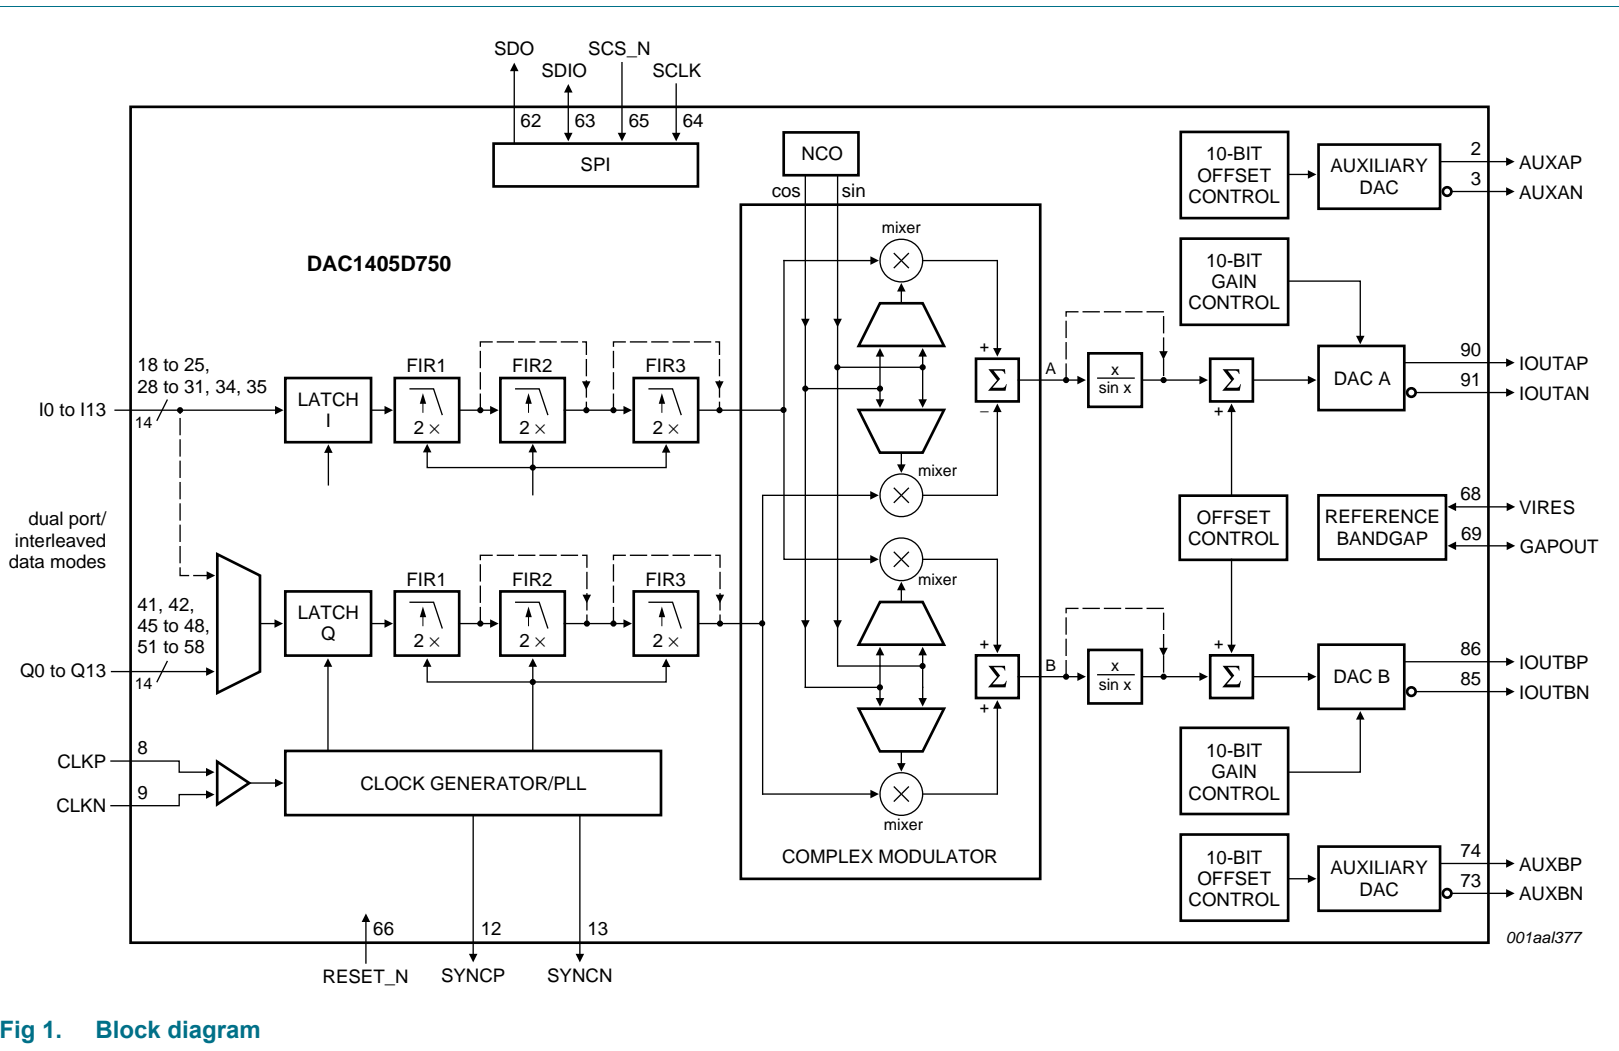 SDO
SDIO
SCS_N
SCLK
62
63
65
64
SPI
NCO
cos
sin
DAC1405D750
mixer
10-BIT
OFFSET
CONTROL
AUXILIARY
DAC
2
AUXAP
3
AUXAN
10-BIT
GAIN
CONTROL
18 to 25,
28 to 31, 34, 35
I0 to I13
14
LATCH
I
FIR1
2 ×
FIR2
2 ×
FIR3
2 ×
+
Σ
−
A
x
sin x
Σ
+
DAC A
90
IOUTAP
91
IOUTAN
mixer
dual port/
interleaved
data modes
OFFSET
CONTROL
REFERENCE
BANDGAP
68
VIRES
69
GAPOUT
mixer
41, 42,
45 to 48,
51 to 58
Q0 to Q13
14
LATCH
Q
FIR1
2 ×
FIR2
2 ×
FIR3
2 ×
+
Σ
+
B
x
sin x
+
Σ
DAC B
86
IOUTBP
85
IOUTBN
8
CLKP
9
CLKN
CLOCK GENERATOR/PLL
mixer
COMPLEX MODULATOR
10-BIT
GAIN
CONTROL
10-BIT
OFFSET
CONTROL
AUXILIARY
DAC
74
AUXBP
73
AUXBN
66
RESET_N
12
SYNCP
13
SYNCN
001aal377
Fig 1. Block diagram